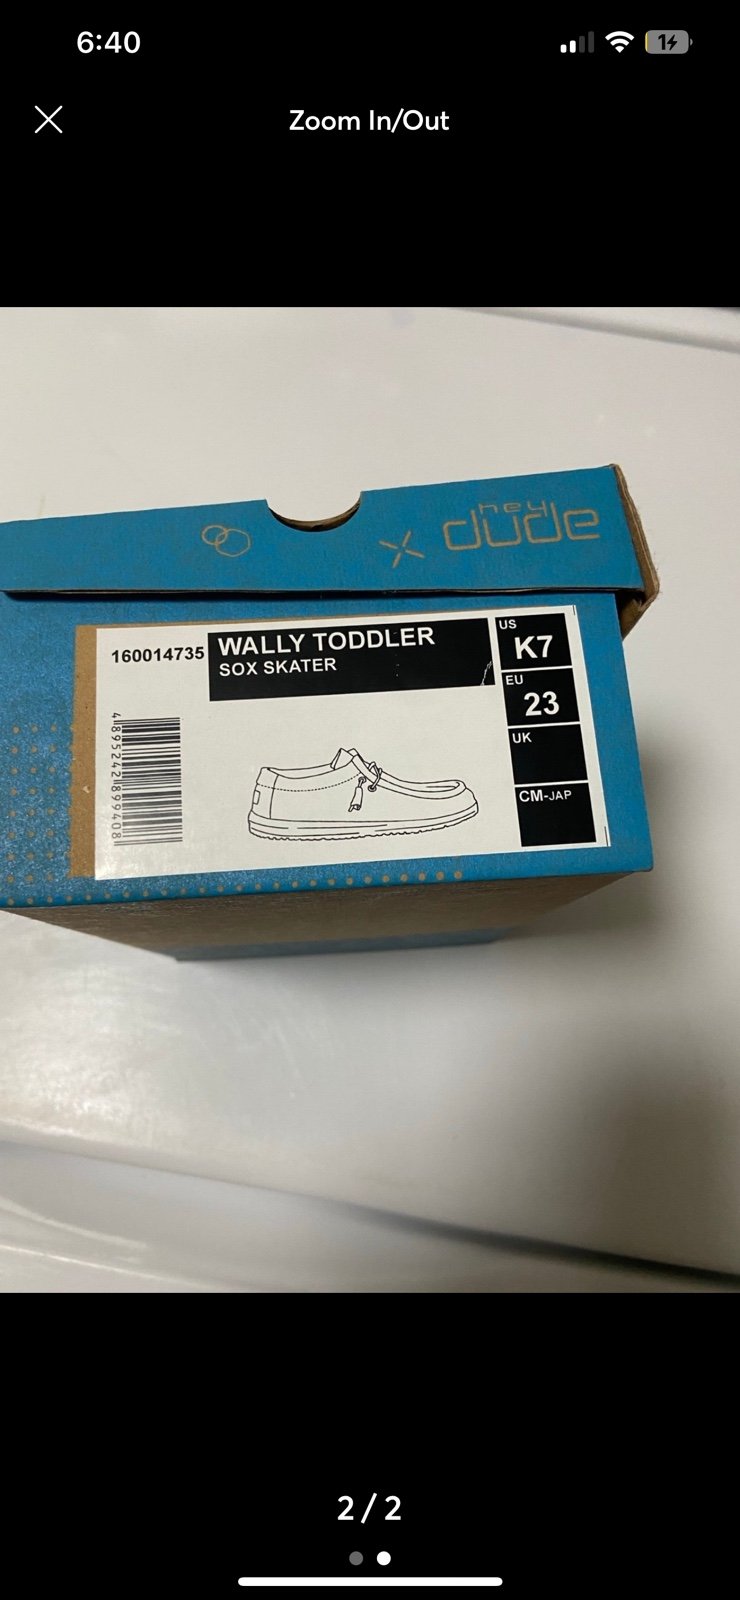 6:40
1
Zoom In/Out
hey
dude
160014735
WALLY TODDLER
SOX SKATER
US
K7
EU
23
UK
CM-JAP
4895242899408
2 / 2